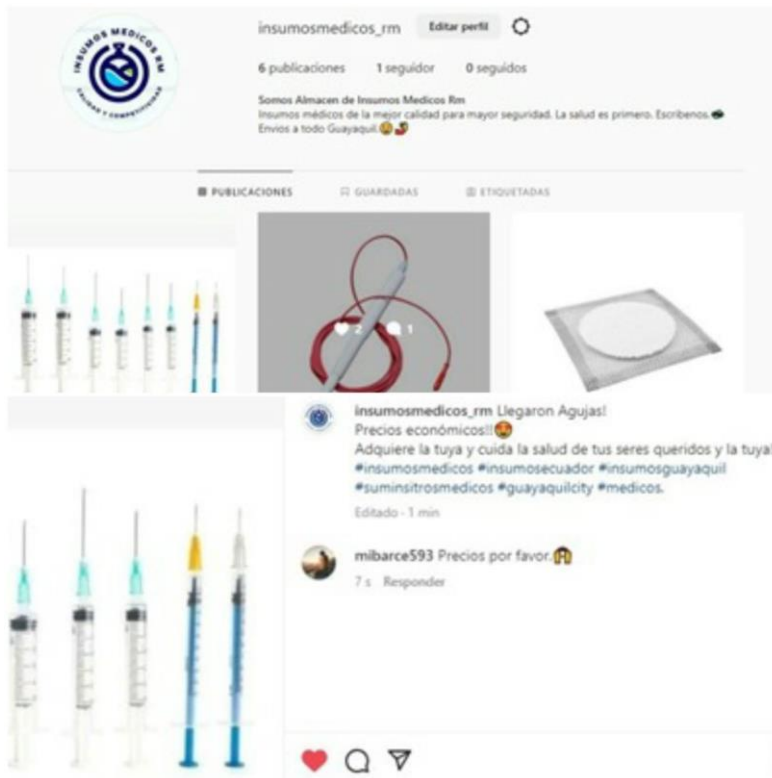 INSUMOS MEDICOS RM
CALIDAD Y COMPETITIVIDAD
insumosmedicos_rm Editar perfil
6 publicaciones 1 seguidor 0 seguidos
Somos Almacen de Insumos Medicos Rm
Insumos médicos de la mejor calidad para mayor seguridad. La salud es primero. Escribenos.
Envios a todo Guayaquil.
PUBLICACIONES GUARDADAS ETIQUETADAS
2 1
insumosmedicos_rm Llegaron Agujas!
Precios económicos!!
Adquiere la tuya y cuida la salud de tus seres queridos y la tuya!
#insumosmedicos #insumosecuador #insumosguayaquil
#suminsitrosmedicos #guayaquilcity #medicos.
Editado · 1 min
mibarce593 Precios por favor.
7 s Responder